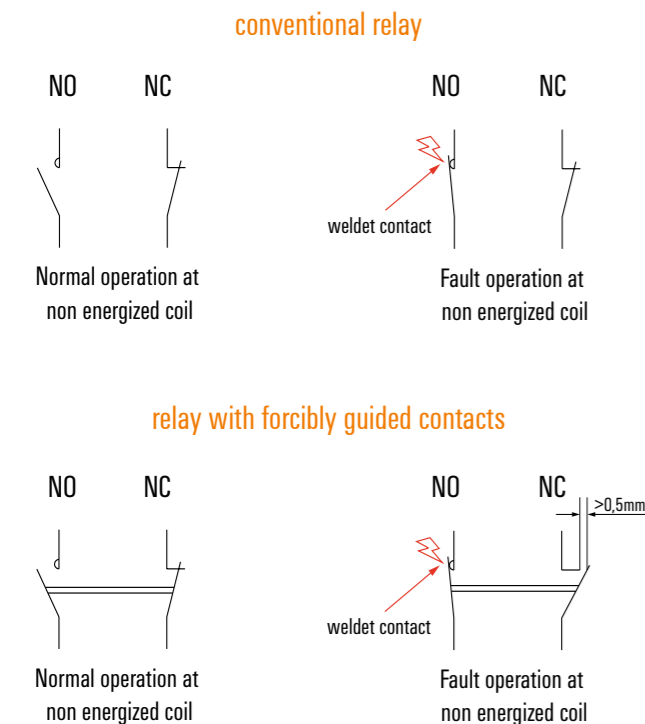 conventional relay
NO NC NO NC
weldet contact
Normal operation at
non energized coil
Fault operation at
non energized coil
relay with forcibly guided contacts
NO NC NO NC
>0,5mm
weldet contact
Normal operation at
non energized coil
Fault operation at
non energized coil